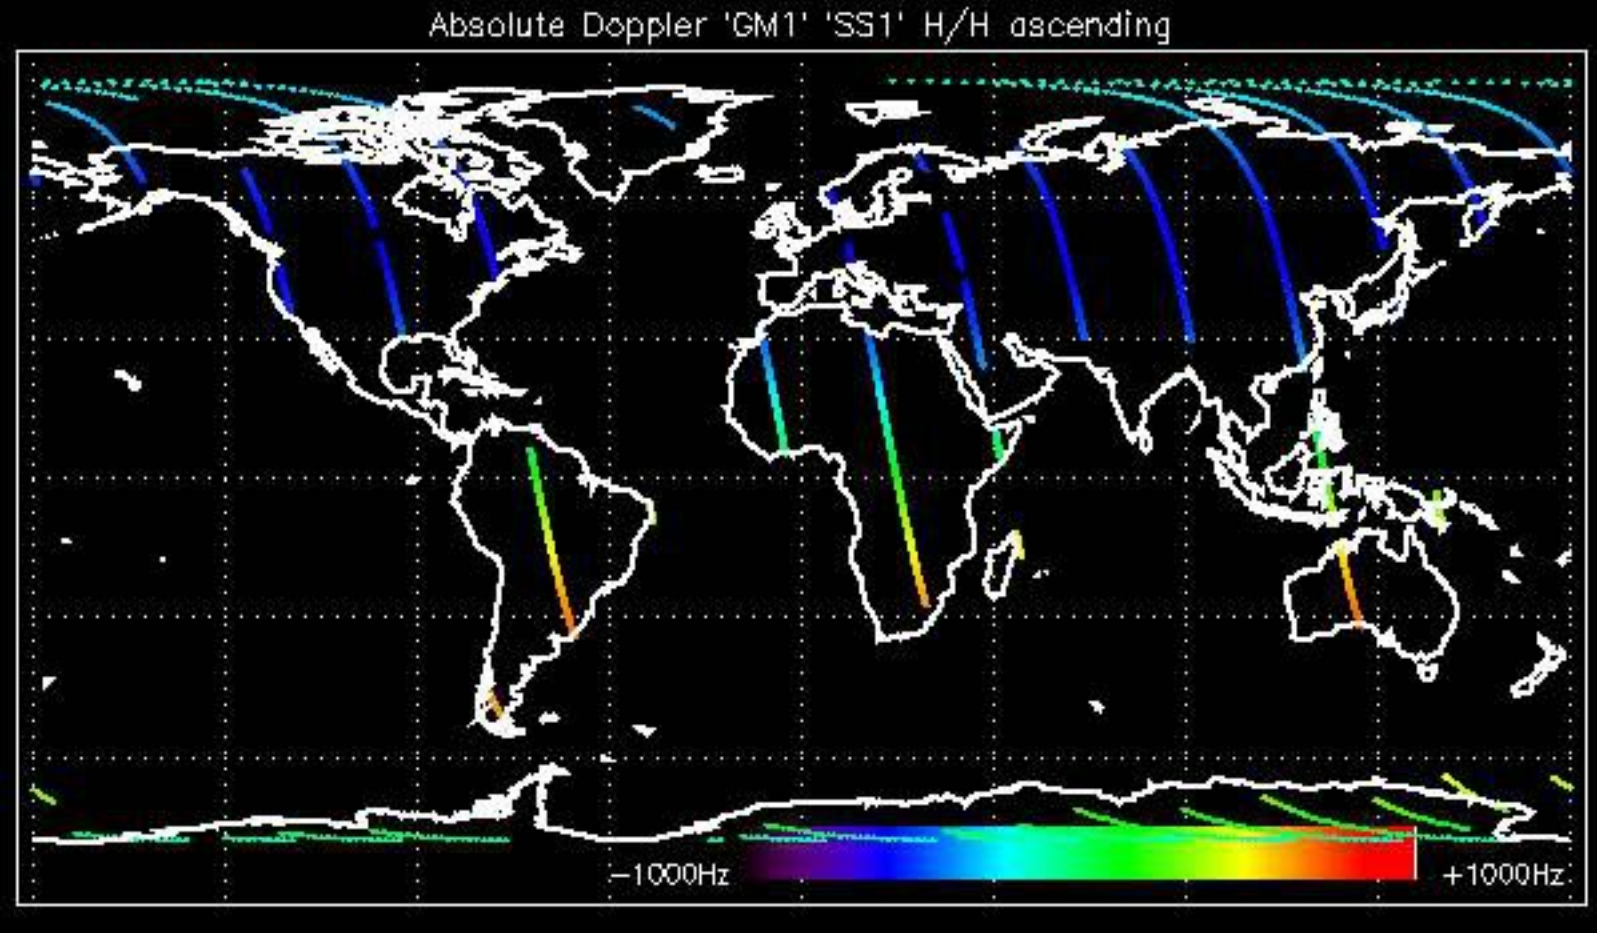 Absolute Doppler 'GM1' 'SS1' H/H ascending
−1000Hz
+1000Hz